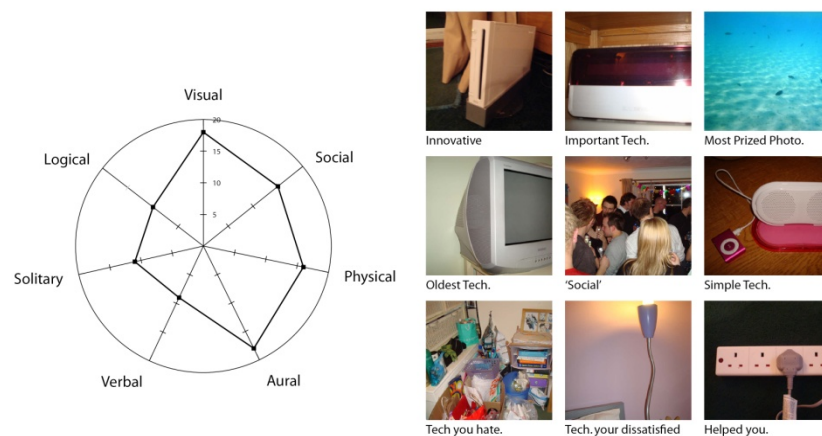 Visual
20
15
10
5
Logical
Social
Solitary
Physical
Verbal
Aural
Innovative
Important Tech.
Most Prized Photo.
Oldest Tech.
‘Social’
Simple Tech.
Tech you hate.
Tech. your dissatisfied
Helped you.